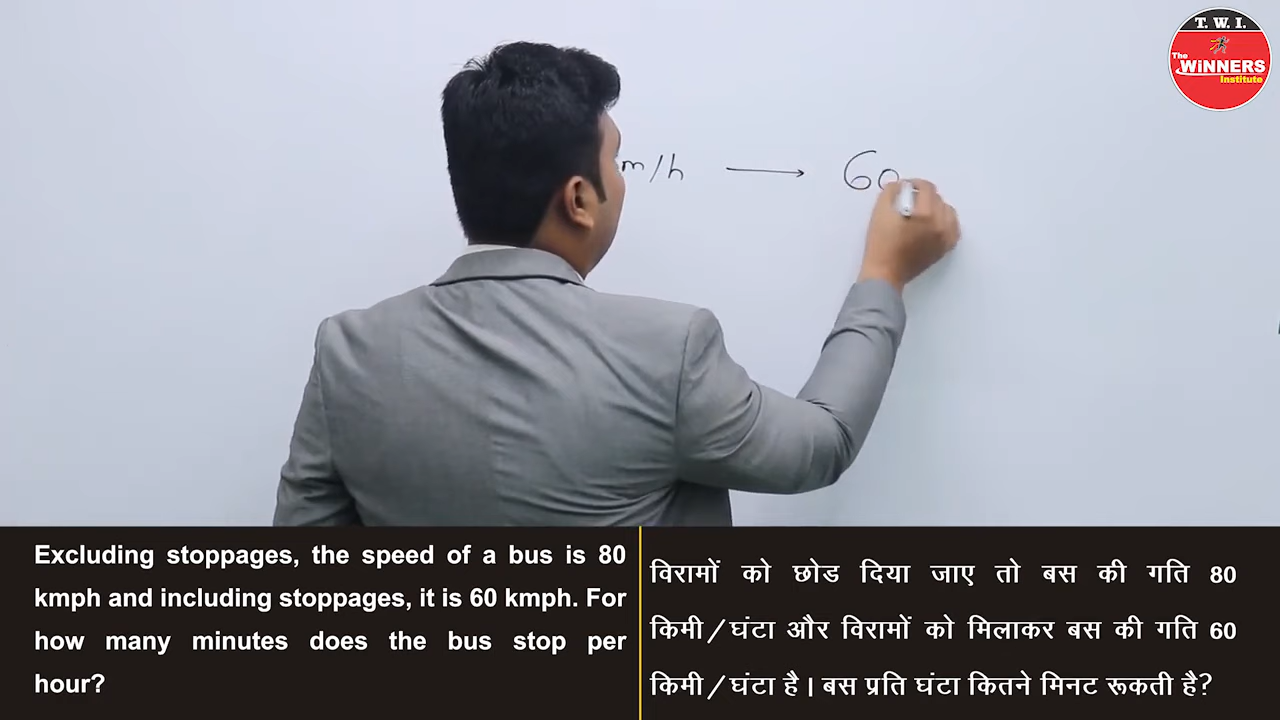 T. W. I.
The
WINNERS
Institute
m/h → 60
Excluding stoppages, the speed of a bus is 80
kmph and including stoppages, it is 60 kmph. For
how many minutes does the bus stop per
hour?
विरामों को छोड दिया जाए तो बस की गति 80
किमी/घंटा और विरामों को मिलाकर बस की गति 60
किमी/घंटा है। बस प्रति घंटा कितने मिनट रूकती है?